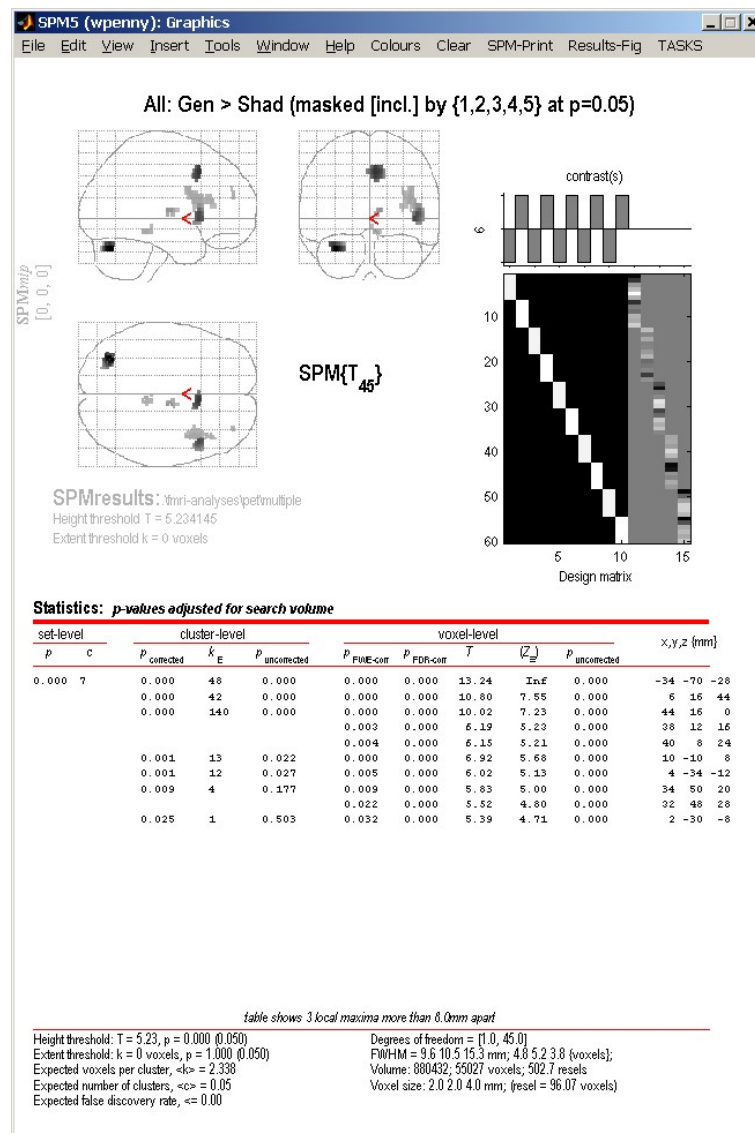 SPM5 (wpenny): Graphics
File Edit View Insert Tools Window Help Colours Clear SPM-Print Results-Fig TASKS
All: Gen > Shad (masked [incl.] by {1,2,3,4,5} at p=0.05)
SPMmip
[0, 0, 0]
<
<
<
SPM{T45}
contrast(s)
6
10
20
30
40
50
60
5 10 15
Design matrix
SPMresults: .\fmri-analyses\pet\multiple
Height threshold T = 5.234145
Extent threshold k = 0 voxels
Statistics: p-values adjusted for search volume
set-level cluster-level voxel-level x,y,z {mm}
p c p corrected k E p uncorrected p FWE-corr p FDR-corr T (Z≡) p uncorrected
0.000 7 0.000 48 0.000 0.000 0.000 13.24 Inf 0.000 -34 -70 -28
0.000 42 0.000 0.000 0.000 10.80 7.55 0.000 6 16 44
0.000 140 0.000 0.000 0.000 10.02 7.23 0.000 44 16 0
0.003 0.000 6.19 5.23 0.000 38 12 16
0.004 0.000 6.15 5.21 0.000 40 8 24
0.001 13 0.022 0.000 0.000 6.92 5.68 0.000 10 -10 8
0.001 12 0.027 0.005 0.000 6.02 5.13 0.000 4 -34 -12
0.009 4 0.177 0.009 0.000 5.83 5.00 0.000 34 50 20
0.022 0.000 5.52 4.80 0.000 32 48 28
0.025 1 0.503 0.032 0.000 5.39 4.71 0.000 2 -30 -8
table shows 3 local maxima more than 8.0mm apart
Height threshold: T = 5.23, p = 0.000 (0.050)
Extent threshold: k = 0 voxels, p = 1.000 (0.050)
Expected voxels per cluster, <k> = 2.338
Expected number of clusters, <c> = 0.05
Expected false discovery rate, <= 0.00
Degrees of freedom = [1.0, 45.0]
FWHM = 9.6 10.5 15.3 mm; 4.8 5.2 3.8 {voxels};
Volume: 880432; 55027 voxels; 502.7 resels
Voxel size: 2.0 2.0 4.0 mm; (resel = 96.07 voxels)